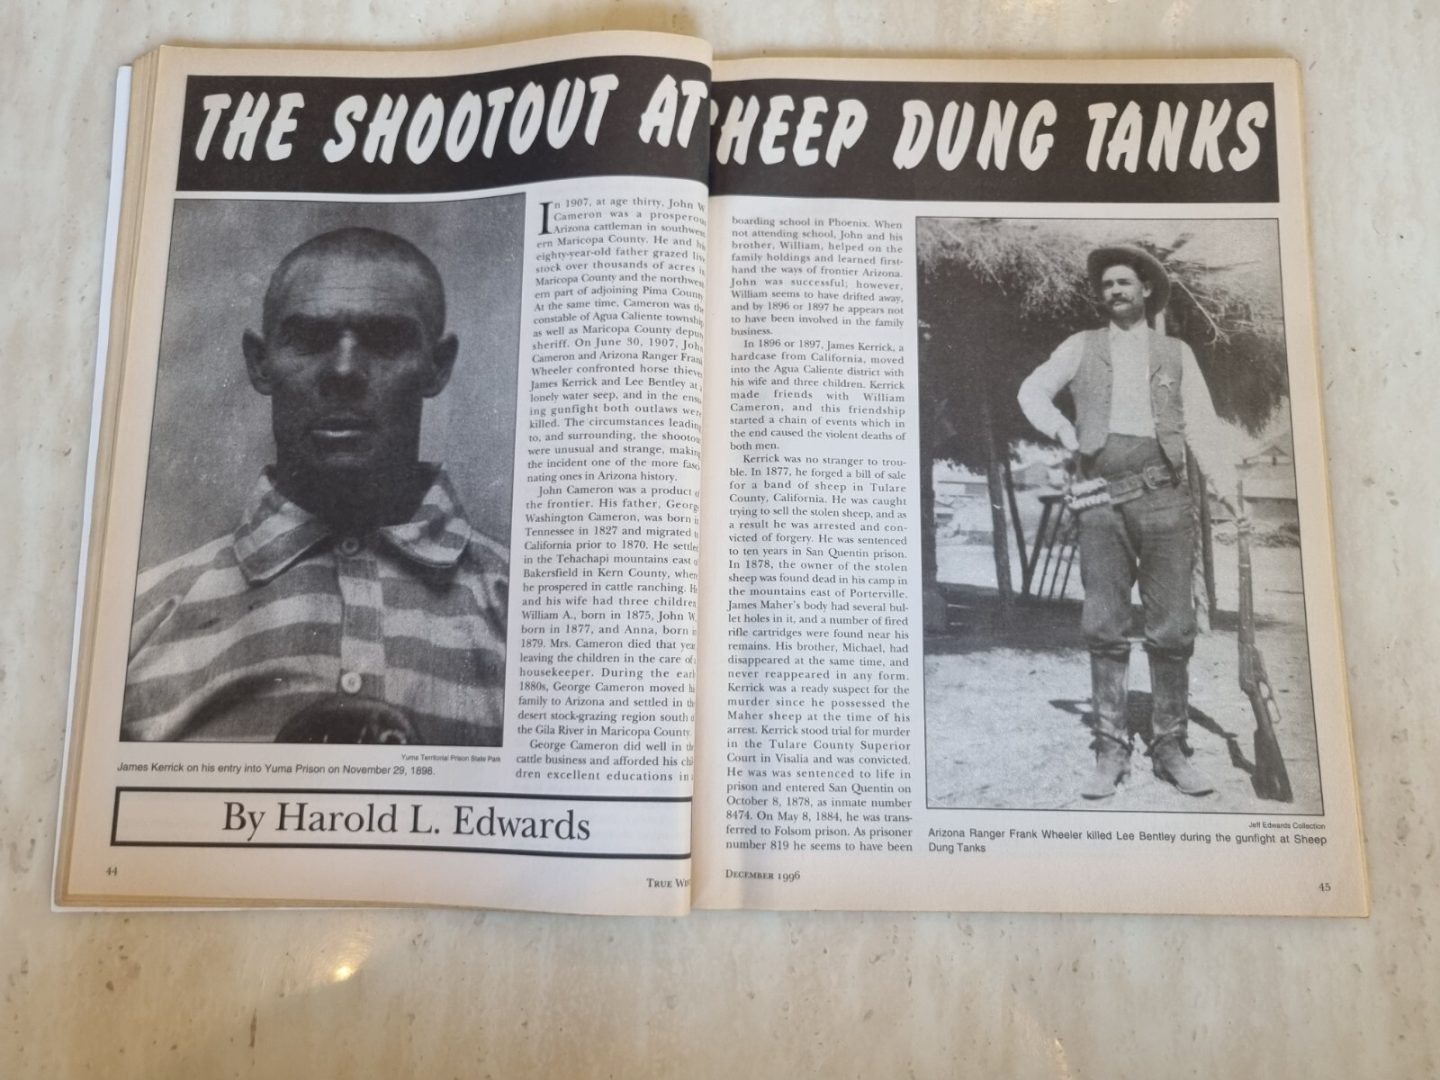 THE SHOOTOUT AT SHEEP DUNG TANKS
In 1907, at age thirty, John W.
Cameron was a prosperous
Arizona cattleman in southwest-
ern Maricopa County. He and his
eighty-year-old father grazed live
stock over thousands of acres in
Maricopa County and the northwest
ern part of adjoining Pima County
At the same time, Cameron was the
constable of Agua Caliente township
as well as Maricopa County deputy
sheriff. On June 30, 1907, John
Cameron and Arizona Ranger Frank
Wheeler confronted horse thieves
James Kerrick and Lee Bentley at a
lonely water seep, and in the ensu
ing gunfight both outlaws were
killed. The circumstances leading
to, and surrounding, the shootout
were unusual and strange, making
the incident one of the more fasci
nating ones in Arizona history.
John Cameron was a product of
the frontier. His father, George
Washington Cameron, was born in
Tennessee in 1827 and migrated to
California prior to 1870. He settled
in the Tehachapi mountains east of
Bakersfield in Kern County, where
he prospered in cattle ranching. He
and his wife had three children
William A., born in 1875, John W.
born in 1877, and Anna, born in
1879. Mrs. Cameron died that year
leaving the children in the care of a
housekeeper. During the early
1880s, George Cameron moved his
family to Arizona and settled in the
desert stock-grazing region south of
the Gila River in Maricopa County.
George Cameron did well in the
cattle business and afforded his chil
dren excellent educations in a
Yuma Territorial Prison State Park
James Kerrick on his entry into Yuma Prison on November 29, 1898.
By Harold L. Edwards
44
TRUE WES
boarding school in Phoenix. When
not attending school, John and his
brother, William, helped on the
family holdings and learned first-
hand the ways of frontier Arizona.
John was successful; however,
William seems to have drifted away,
and by 1896 or 1897 he appears not
to have been involved in the family
business.
In 1896 or 1897, James Kerrick, a
hardcase from California, moved
into the Agua Caliente district with
his wife and three children. Kerrick
made friends with William
Cameron, and this friendship
started a chain of events which in
the end caused the violent deaths of
both men.
Kerrick was no stranger to trou-
ble. In 1877, he forged a bill of sale
for a band of sheep in Tulare
County, California. He was caught
trying to sell the stolen sheep, and as
a result he was arrested and con-
victed of forgery. He was sentenced
to ten years in San Quentin prison.
In 1878, the owner of the stolen
sheep was found dead in his camp in
the mountains east of Porterville.
James Maher's body had several bul-
let holes in it, and a number of fired
rifle cartridges were found near his
remains. His brother, Michael, had
disappeared at the same time, and
never reappeared in any form.
Kerrick was a ready suspect for the
murder since he possessed the
Maher sheep at the time of his
arrest. Kerrick stood trial for murder
in the Tulare County Superior
Court in Visalia and was convicted.
He was was sentenced to life in
prison and entered San Quentin on
October 8, 1878, as inmate number
8474. On May 8, 1884, he was trans-
ferred to Folsom prison. As prisoner
number 819 he seems to have been
Jeff Edwards Collection
Arizona Ranger Frank Wheeler killed Lee Bentley during the gunfight at Sheep
Dung Tanks
DECEMBER 1996
45